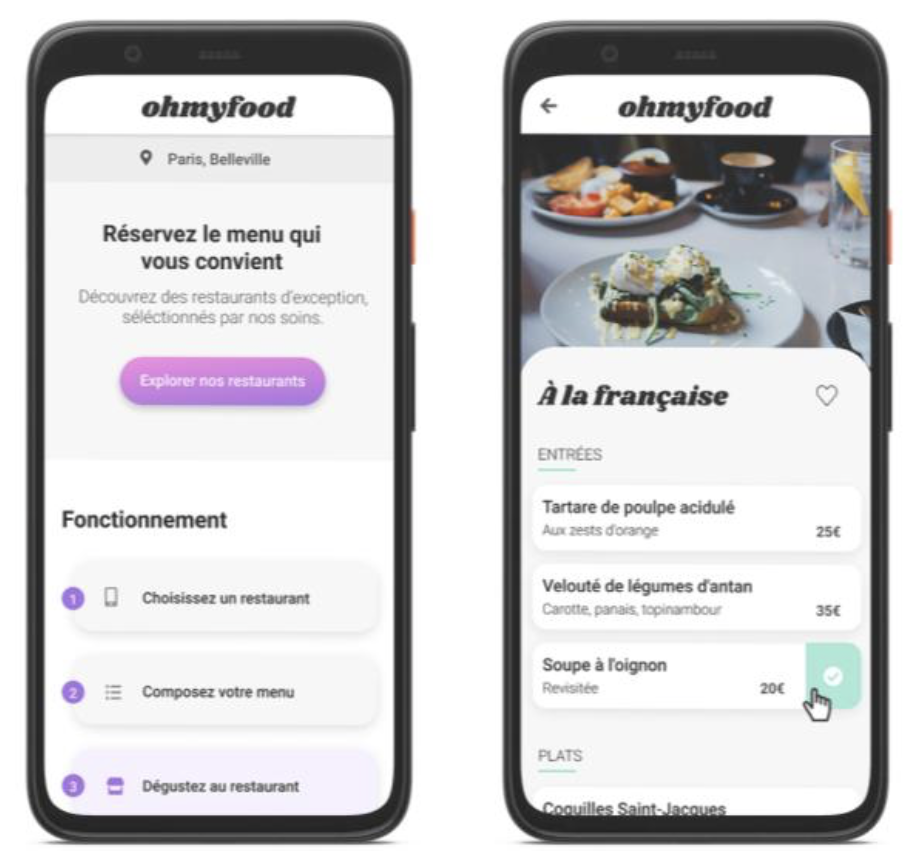 ohmyfood
Paris, Belleville
Réservez le menu qui
vous convient
Découvrez des restaurants d'exception,
séléctionnés par nos soins.
Explorer nos restaurants
Fonctionnement
1 Choisissez un restaurant
2 Composez votre menu
3 Dégustez au restaurant
ohmyfood
À la française
ENTRÉES
Tartare de poulpe acidulé
Aux zests d'orange 25€
Velouté de légumes d'antan
Carotte, panais, topinambour 35€
Soupe à l'oignon
Revisitée 20€
PLATS
Coquilles Saint-Jacques